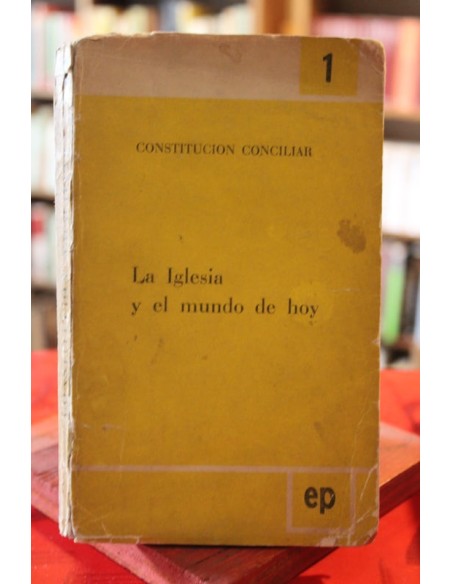 1
CONSTITUCION CONCILIAR
La Iglesia
y el mundo de hoy
ep